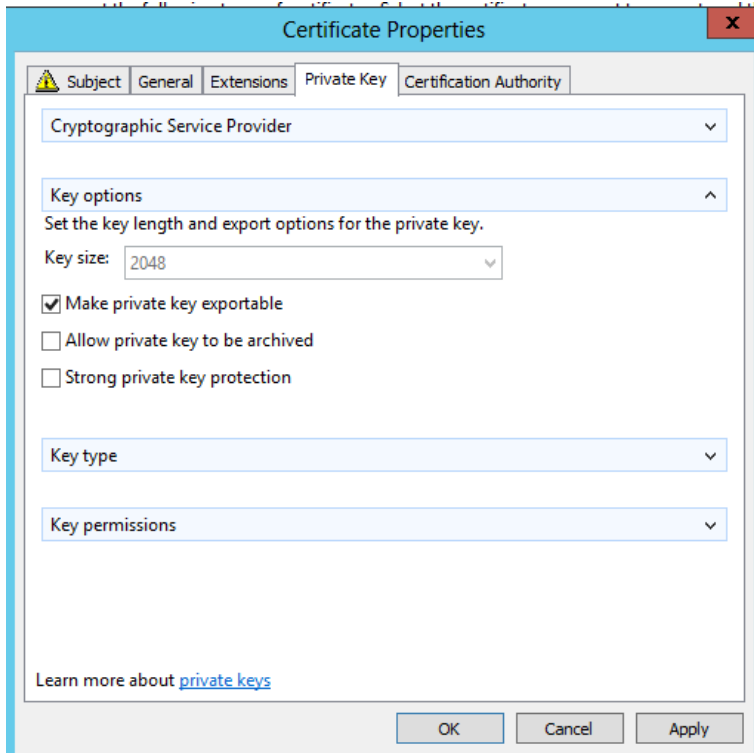 Certificate Properties
x
Subject General Extensions Private Key Certification Authority
Cryptographic Service Provider
Key options
Set the key length and export options for the private key.
Key size: 2048
Make private key exportable
Allow private key to be archived
Strong private key protection
Key type
Key permissions
Learn more about private keys
OK Cancel Apply